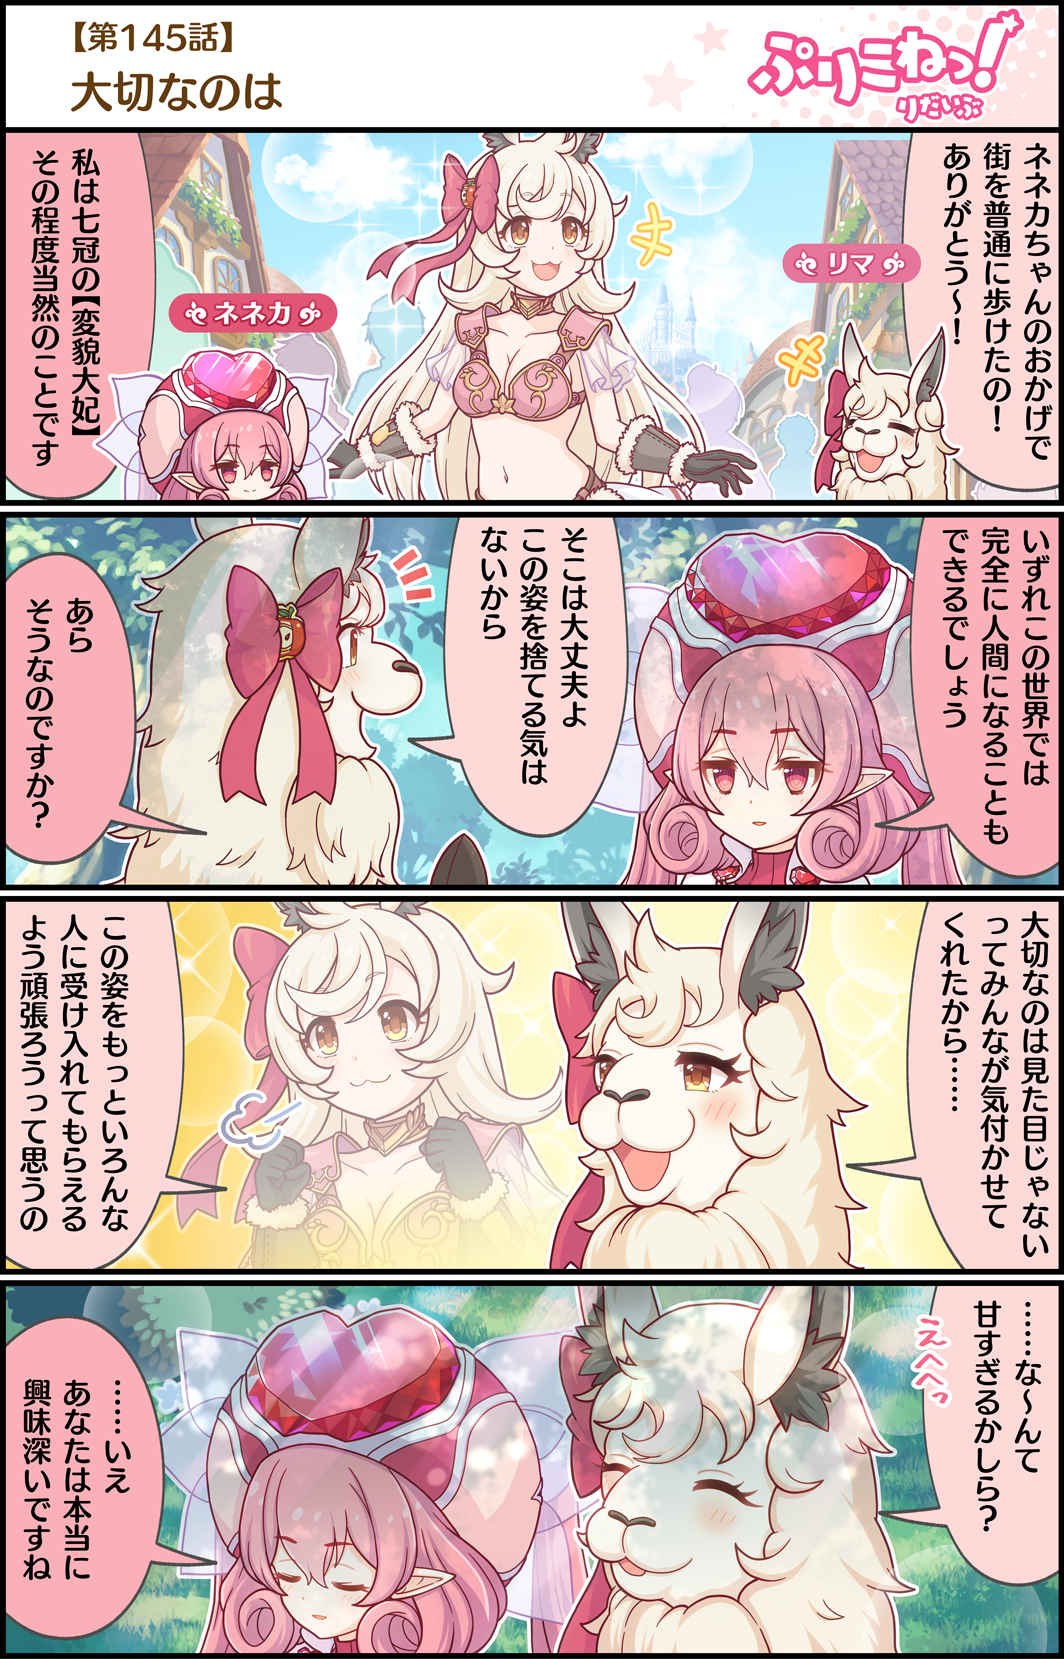 【第145話】
大切なのは
ぷりこねっ!
りだいぶ
ネネカちゃんのおかげで
街を普通に歩けたの!
ありがとう〜!
リマ
ネネカ
私は七冠の【変貌大妃】
その程度当然のことです
いずれこの世界では
完全に人間になることも
できるでしょう
そこは大丈夫よ
この姿を捨てる気は
ないから
あら
そうなのですか?
大切なのは見た目じゃない
ってみんなが気付かせて
くれたから……
この姿をもっといろんな
人に受け入れてもらえる
よう頑張ろうって思うの
……な〜んて
甘すぎるかしら?
えへへっ
……いえ
あなたは本当に
興味深いですね